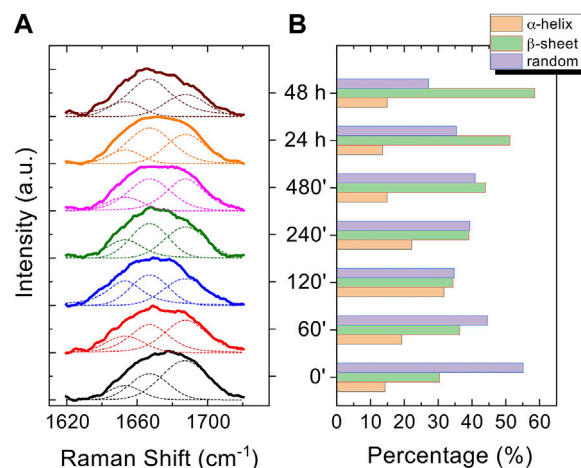 A
B
α-helix
β-sheet
random
Intensity (a.u.)
48 h
24 h
480'
240'
120'
60'
0'
1620 1660 1700
0 10 20 30 40 50 60
Raman Shift (cm⁻¹)
Percentage (%)